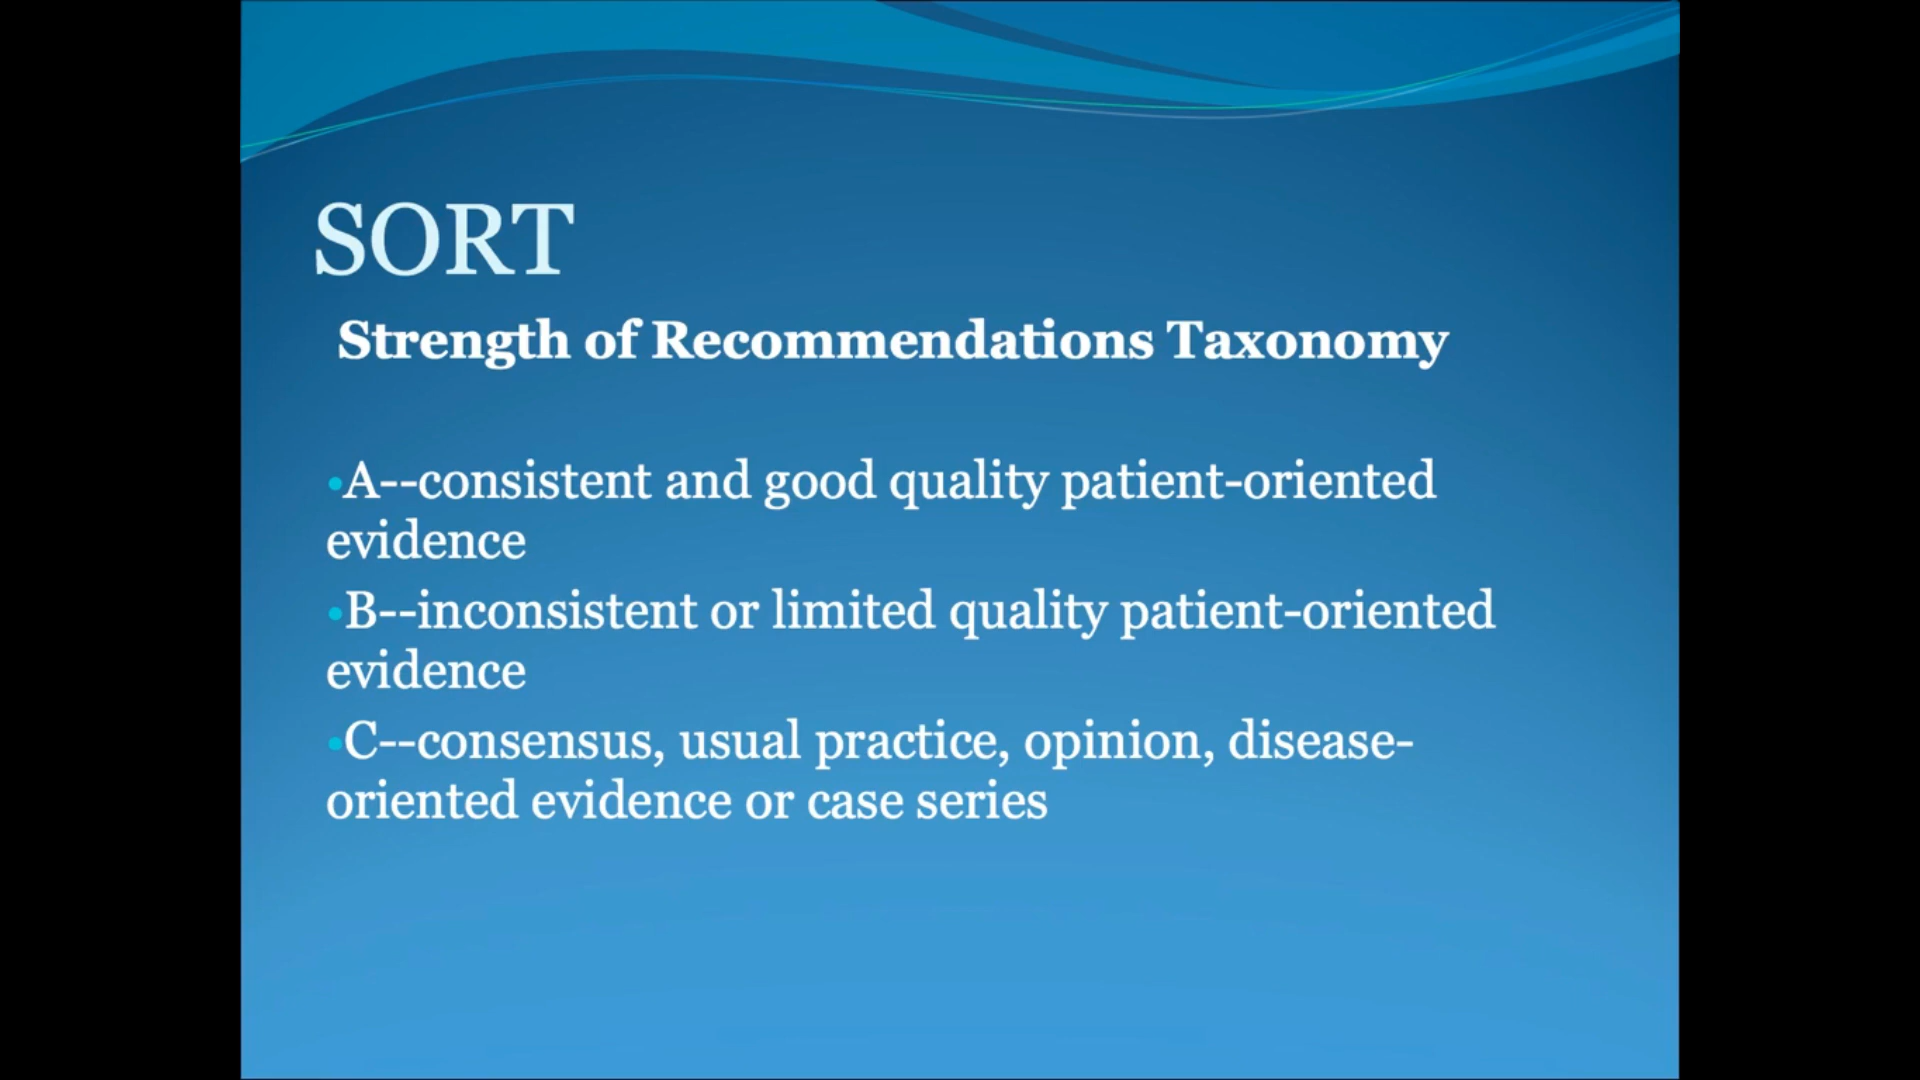 SORT
Strength of Recommendations Taxonomy
•A--consistent and good quality patient-oriented
evidence
•B--inconsistent or limited quality patient-oriented
evidence
•C--consensus, usual practice, opinion, disease-
oriented evidence or case series